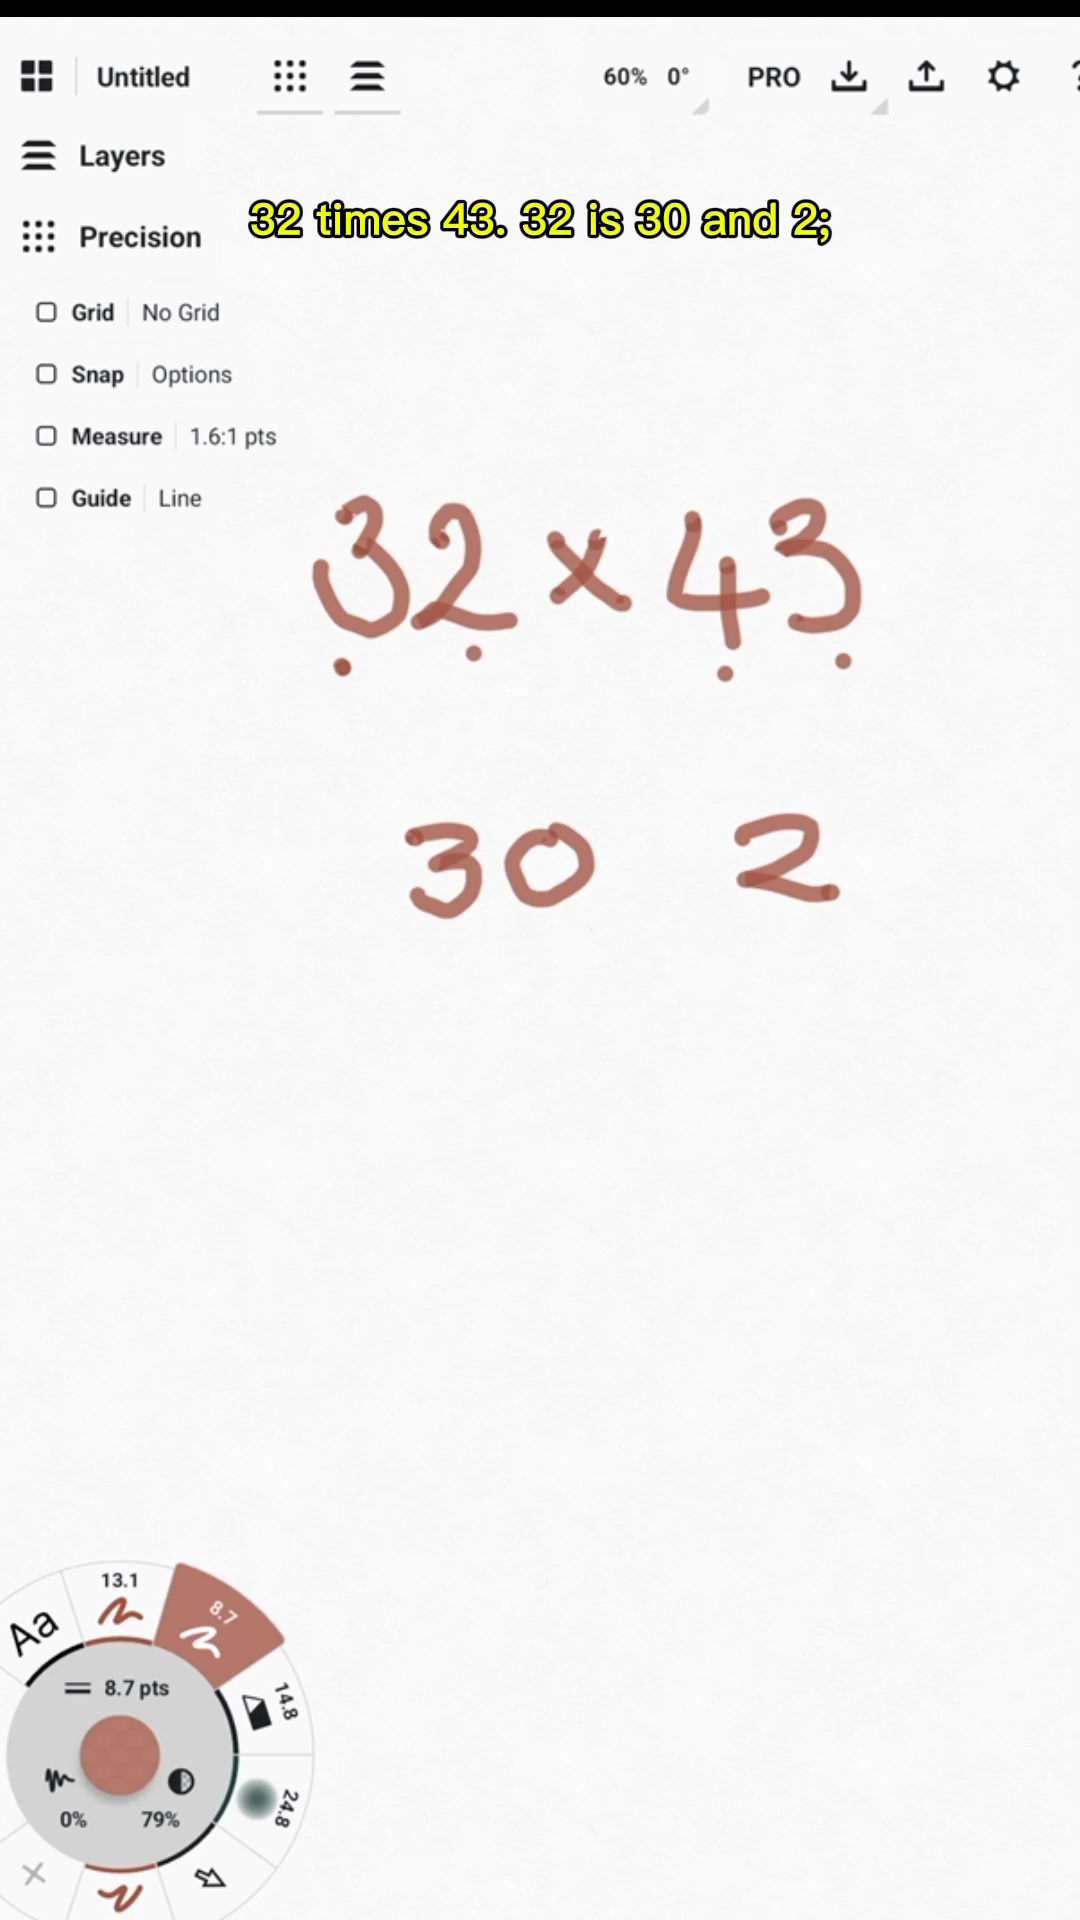 Untitled 60% 0° PRO
Layers
32 times 43. 32 is 30 and 2;
Precision
Grid No Grid
Snap Options
Measure 1.6:1 pts
Guide Line
32 × 43
30 2
13.1
8.7
Aa
8.7 pts
14.8
0% 79%
24.8